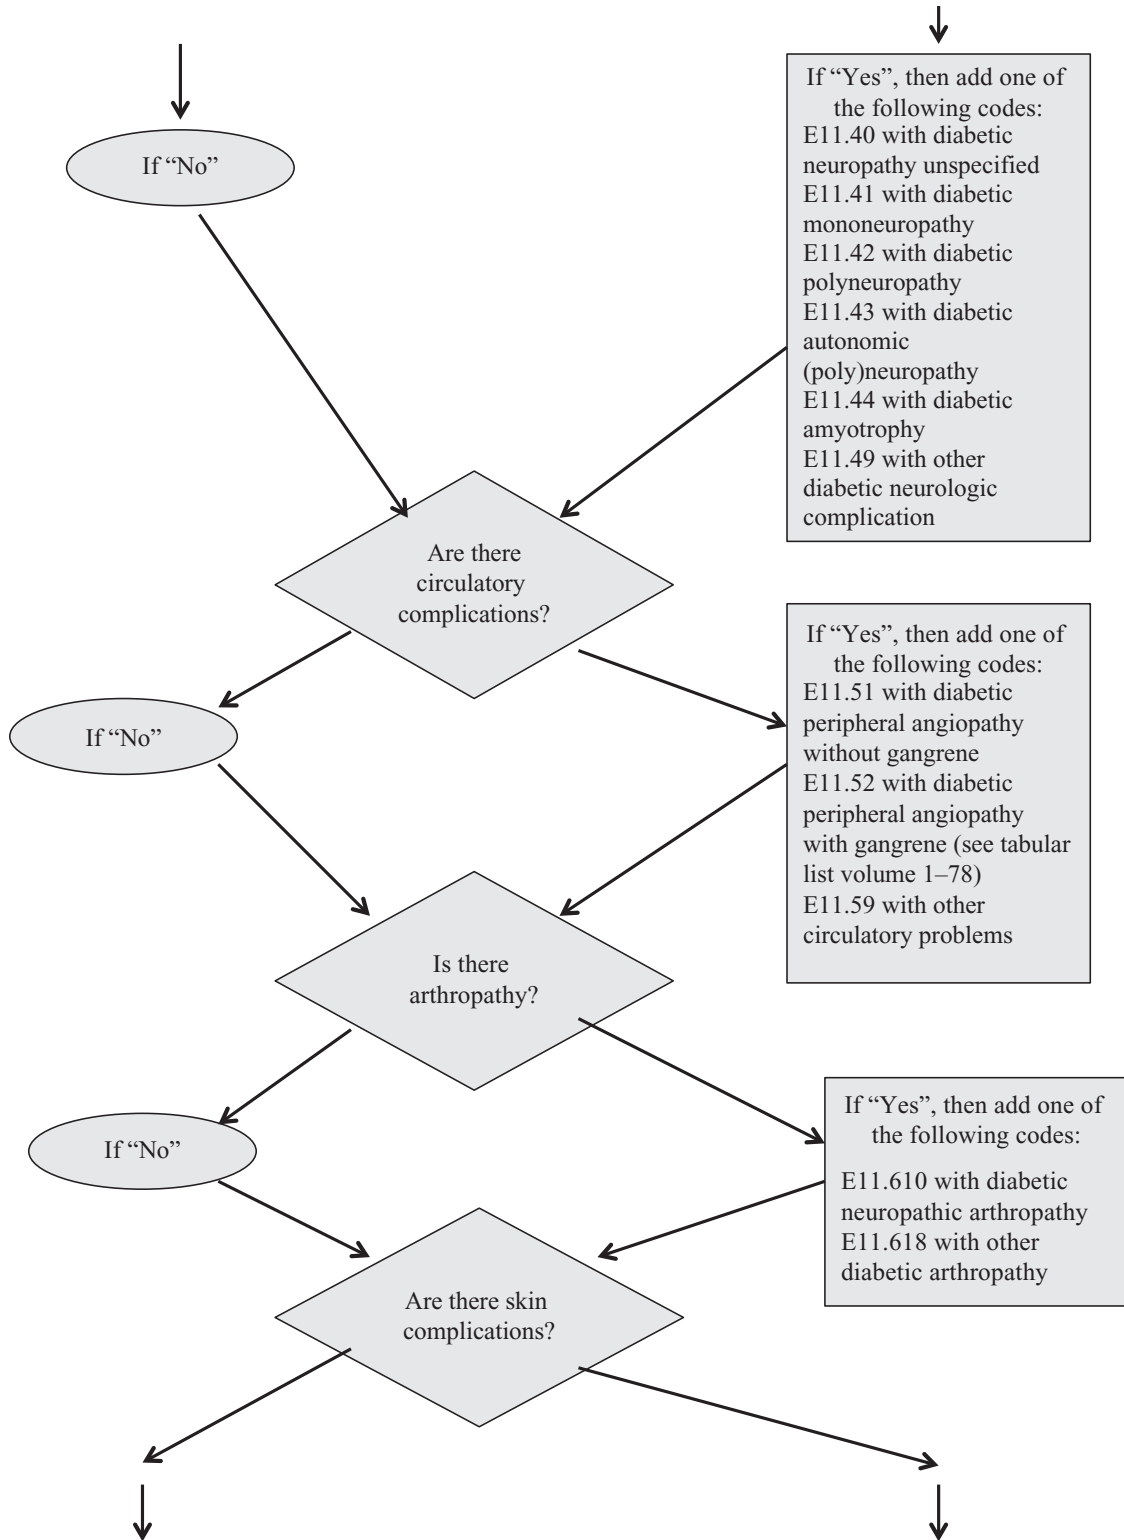 If “No”
If “Yes”, then add one of
the following codes:
E11.40 with diabetic
neuropathy unspecified
E11.41 with diabetic
mononeuropathy
E11.42 with diabetic
polyneuropathy
E11.43 with diabetic
autonomic
(poly)neuropathy
E11.44 with diabetic
amyotrophy
E11.49 with other
diabetic neurologic
complication
Are there
circulatory
complications?
If “No”
If “Yes”, then add one of
the following codes:
E11.51 with diabetic
peripheral angiopathy
without gangrene
E11.52 with diabetic
peripheral angiopathy
with gangrene (see tabular
list volume 1–78)
E11.59 with other
circulatory problems
Is there
arthropathy?
If “No”
If “Yes”, then add one of
the following codes:
E11.610 with diabetic
neuropathic arthropathy
E11.618 with other
diabetic arthropathy
Are there skin
complications?